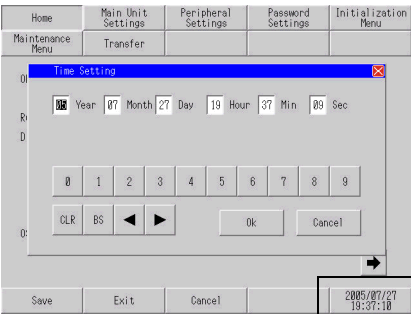 Home
Main Unit
Settings
Peripheral
Settings
Password
Settings
Initialization
Menu
Maintenance
Menu
Transfer
Time Setting
05 Year 07 Month 27 Day 19 Hour 37 Min 09 Sec
0 1 2 3 4 5 6 7 8 9
CLR BS Ok Cancel
Save
Exit
Cancel
2005/07/27
19:37:10